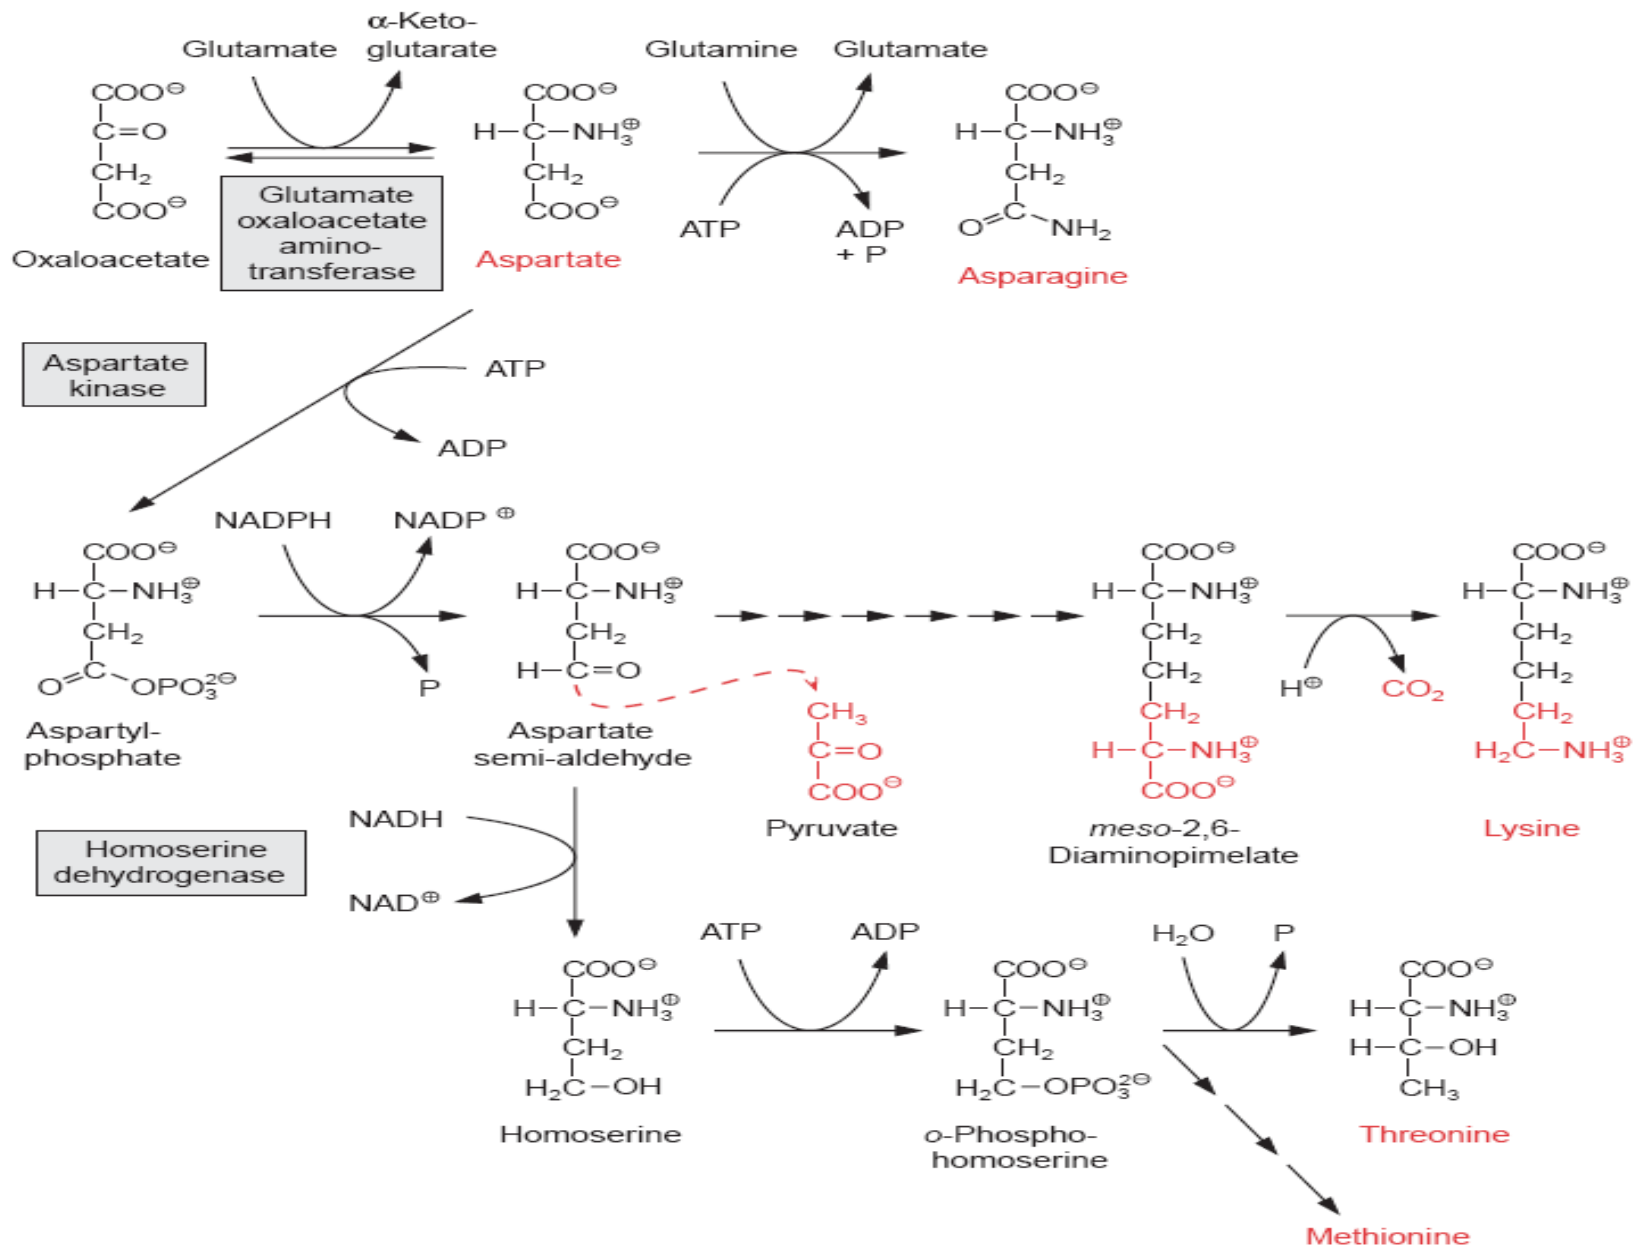 α-Keto-
Glutamate glutarate Glutamine Glutamate
COO⊖ COO⊖ COO⊖
C=O H–C–NH₃⊕ H–C–NH₃⊕
CH₂ CH₂ CH₂
COO⊖ COO⊖ O=C NH₂
Glutamate
oxaloacetate
amino-
transferase
ATP ADP
+ P
Oxaloacetate Aspartate Asparagine
Aspartate
kinase
ATP
ADP
NADPH NADP⊕
COO⊖ COO⊖ COO⊖ COO⊖
H–C–NH₃⊕ H–C–NH₃⊕ H–C–NH₃⊕ H–C–NH₃⊕
CH₂ CH₂ CH₂ CH₂
O=C OPO₃²⊖ P H–C=O CH₂ H⊕ CO₂ CH₂
CH₃ CH₂ CH₂
C=O H–C–NH₃⊕ H₂C–NH₃⊕
COO⊖ COO⊖
Aspartyl-
phosphate
Aspartate
semi-aldehyde
Pyruvate
meso-2,6-
Diaminopimelate
Lysine
NADH
Homoserine
dehydrogenase
NAD⊕
ATP ADP H₂O P
COO⊖ COO⊖ COO⊖
H–C–NH₃⊕ H–C–NH₃⊕ H–C–NH₃⊕
CH₂ CH₂ H–C–OH
H₂C–OH H₂C–OPO₃²⊖ CH₃
Homoserine
o-Phospho-
homoserine
Threonine
Methionine